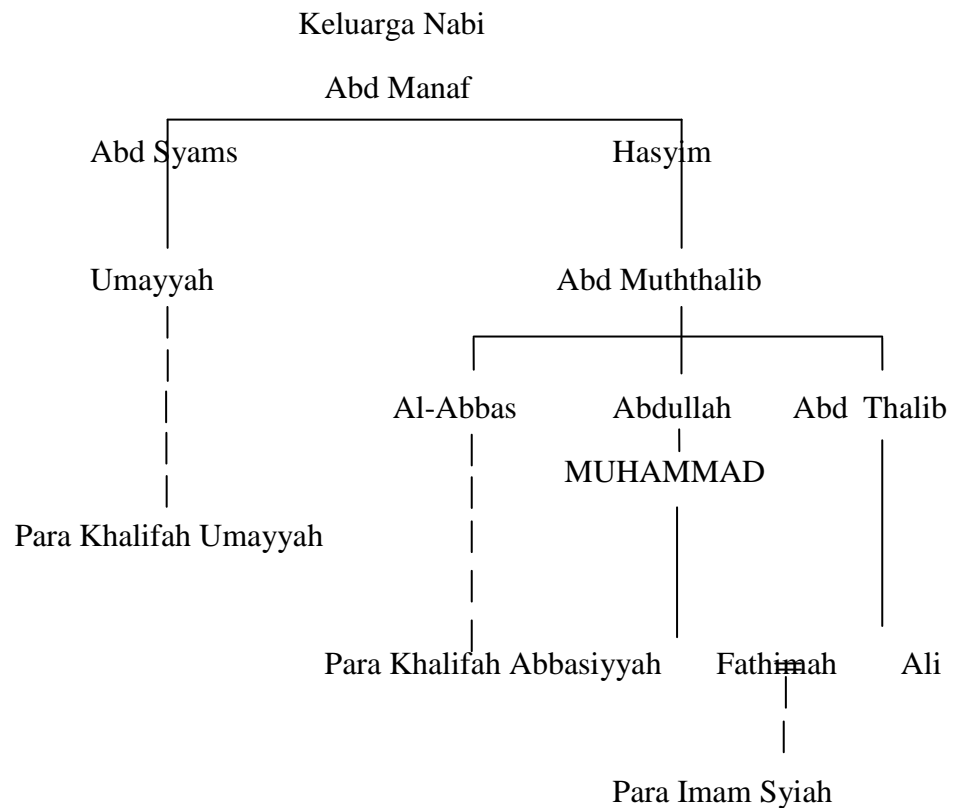 Keluarga Nabi
Abd Manaf
Abd Syams Hasyim
Umayyah Abd Muththalib
Al-Abbas Abdullah Abd Thalib
MUHAMMAD
Para Khalifah Umayyah
Para Khalifah Abbasiyyah Fathimah Ali
Para Imam Syiah